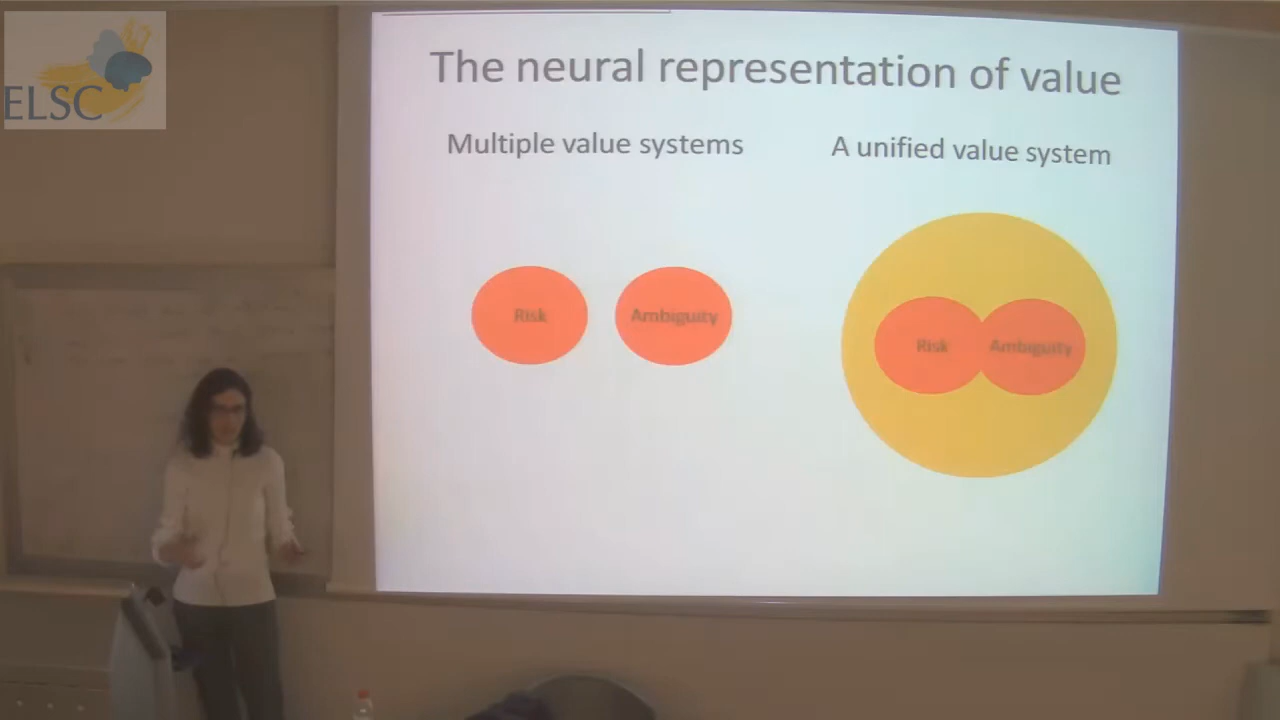 ELSC
The neural representation of value
Multiple value systems
A unified value system
Risk
Ambiguity
Risk
Ambiguity